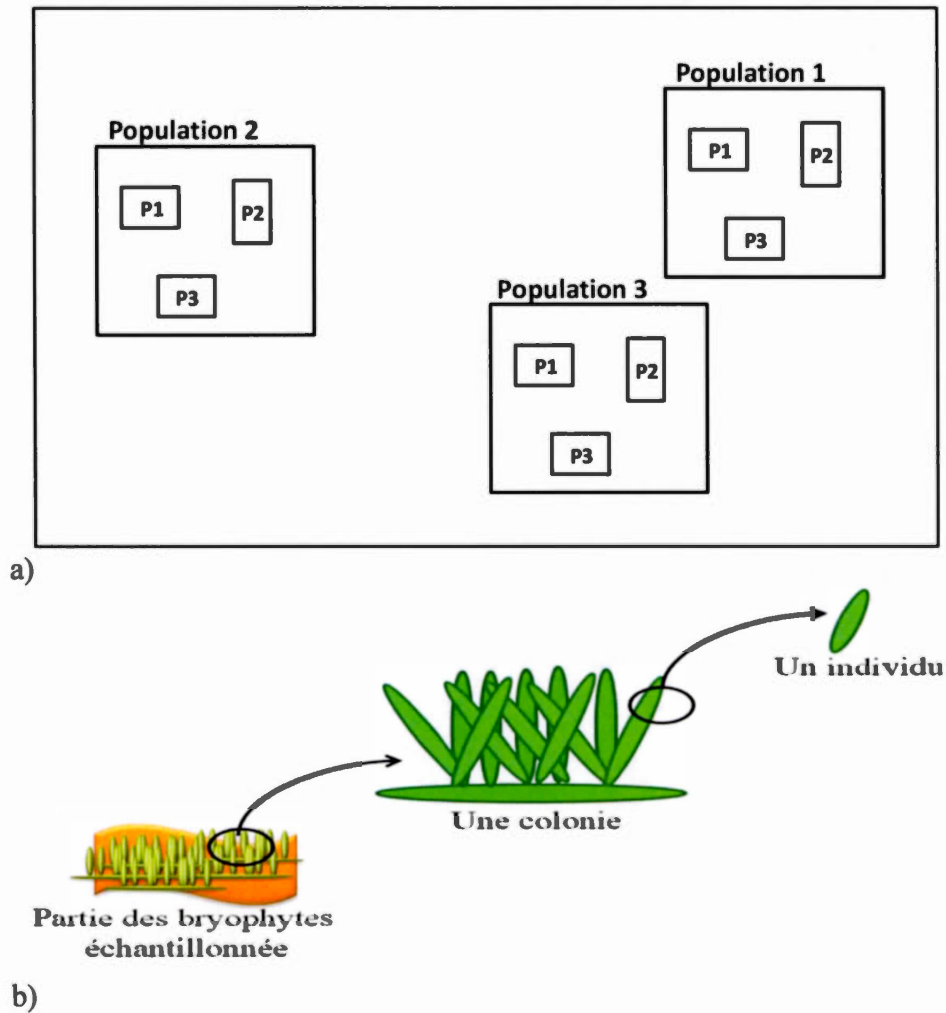 Population 1
P1
P2
P3
Population 2
P1
P2
P3
Population 3
P1
P2
P3
a)
Un individu
Une colonie
Partie des bryophytes
échantillonnée
b)